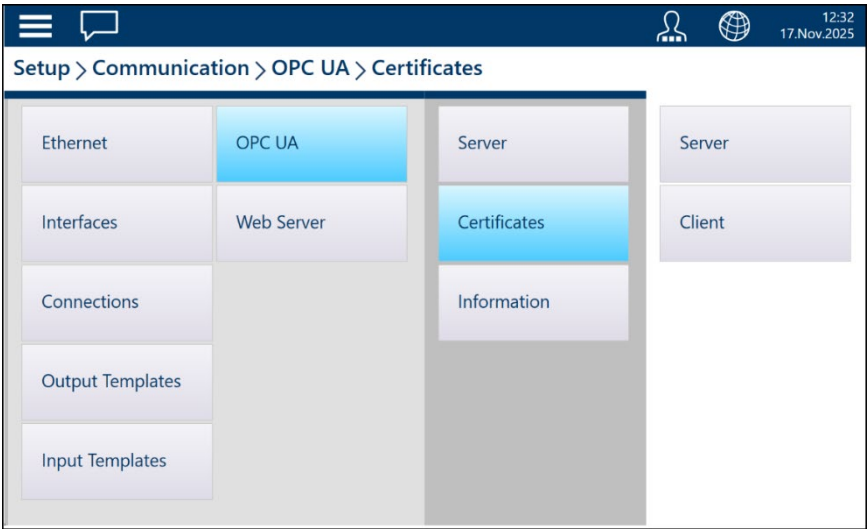 12:32
17.Nov.2025
Setup > Communication > OPC UA > Certificates
Ethernet
OPC UA
Server
Server
Interfaces
Web Server
Certificates
Client
Connections
Information
Output Templates
Input Templates